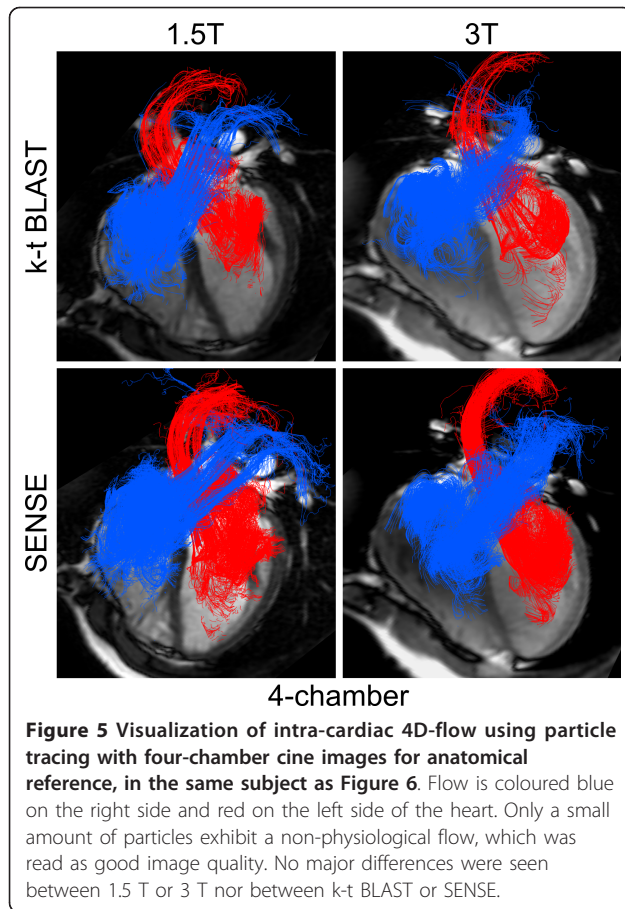 1.5T 3T
k-t BLAST
SENSE
4-chamber
Figure 5 Visualization of intra-cardiac 4D-flow using particle
tracing with four-chamber cine images for anatomical
reference, in the same subject as Figure 6. Flow is coloured blue
on the right side and red on the left side of the heart. Only a small
amount of particles exhibit a non-physiological flow, which was
read as good image quality. No major differences were seen
between 1.5 T or 3 T nor between k-t BLAST or SENSE.